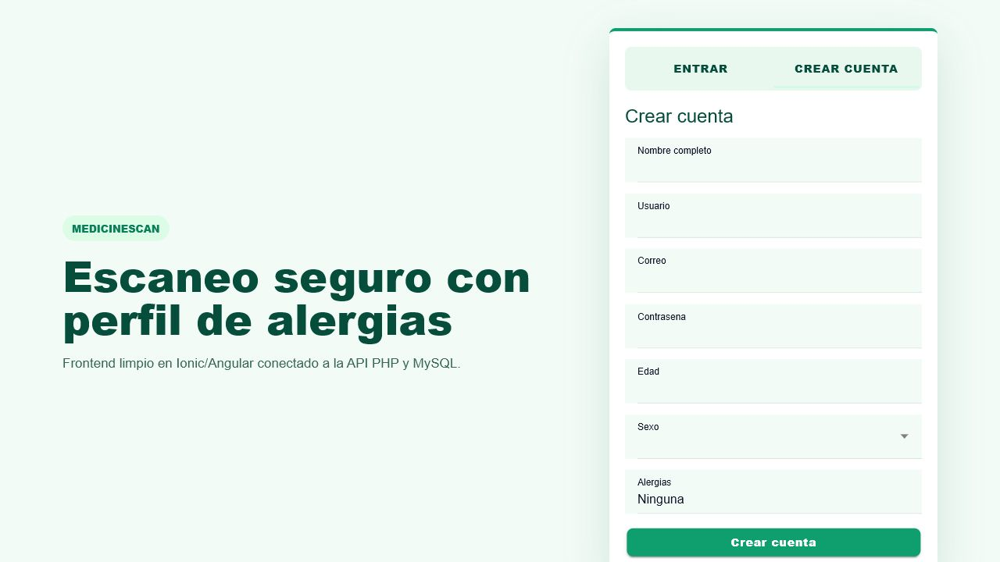 MEDICINESCAN
Escaneo seguro con
perfil de alergias
Frontend limpio en Ionic/Angular conectado a la API PHP y MySQL.
ENTRAR
CREAR CUENTA
Crear cuenta
Nombre completo
Usuario
Correo
Contrasena
Edad
Sexo
Alergias
Ninguna
Crear cuenta